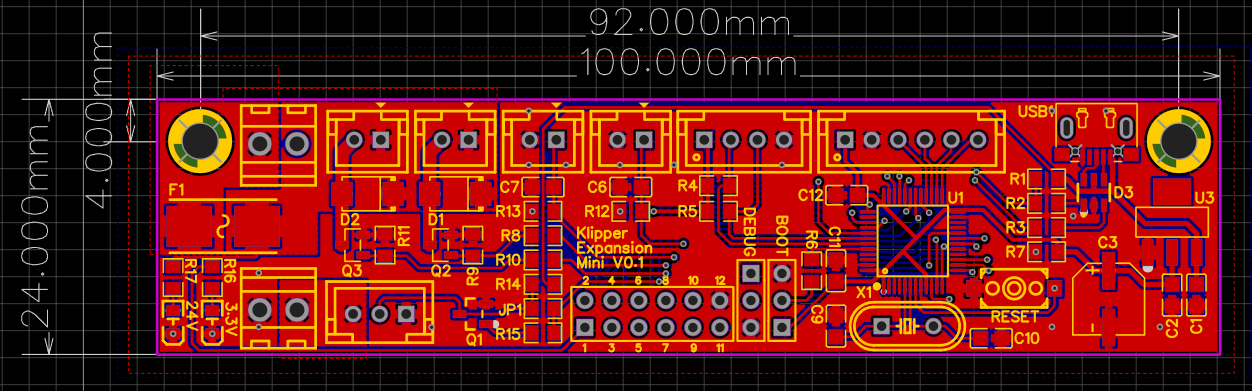 92.000mm
100.000mm
4.000mm
24.000mm
USB1
F1
D2
D1
C7
C6
R4
C12
U1
R1
D3
U3
R13
R12
R5
R2
R3
R8
R11
Q3
Q2
R9
R10
Klipper
Expansion
Mini V0.1
DEBUG
BOOT
R6
C11
R7
C3
R17
R16
R14
X1
24V
3.3V
JP1
Q1
R15
2 4 6 8 10 12
1 3 5 7 9 11
C9
RESET
C10
C2
C1